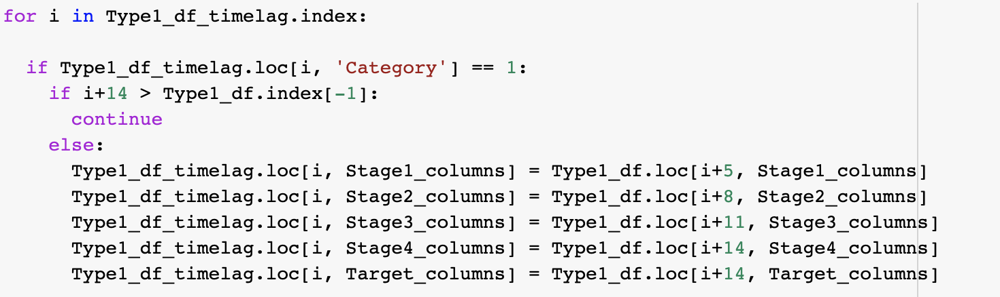 for i in Type1_df_timelag.index:
if Type1_df_timelag.loc[i, 'Category'] == 1:
if i+14 > Type1_df.index[-1]:
continue
else:
Type1_df_timelag.loc[i, Stage1_columns] = Type1_df.loc[i+5, Stage1_columns]
Type1_df_timelag.loc[i, Stage2_columns] = Type1_df.loc[i+8, Stage2_columns]
Type1_df_timelag.loc[i, Stage3_columns] = Type1_df.loc[i+11, Stage3_columns]
Type1_df_timelag.loc[i, Stage4_columns] = Type1_df.loc[i+14, Stage4_columns]
Type1_df_timelag.loc[i, Target_columns] = Type1_df.loc[i+14, Target_columns]